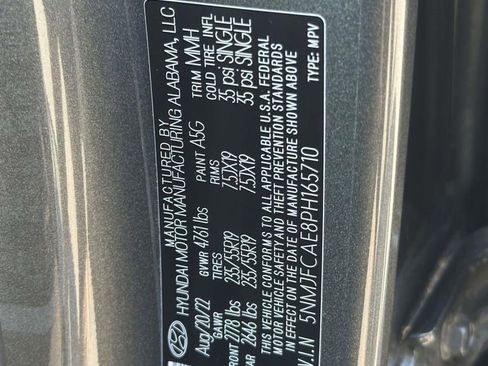 MANUFACTURED BY
HYUNDAI MOTOR MANUFACTURING ALABAMA, LLC
Aug/20/22 PAINT A5G TRIM MMH
GVWR 4761 lbs
GAWR TIRES RIMS COLD TIRE INFL
FRONT 2778 lbs 235/55R19 7.5JX19 35 psi SINGLE
2646 lbs 235/55R19 7.5JX19 35 psi SINGLE
THIS VEHICLE CONFORMS TO ALL APPLICABLE U.S.A. FEDERAL
MOTOR VEHICLE SAFETY AND THEFT PREVENTION STANDARDS
IN EFFECT ON THE DATE OF MANUFACTURE SHOWN ABOVE
V.I.N 5NMJFCAE8PH165710 TYPE: MPV